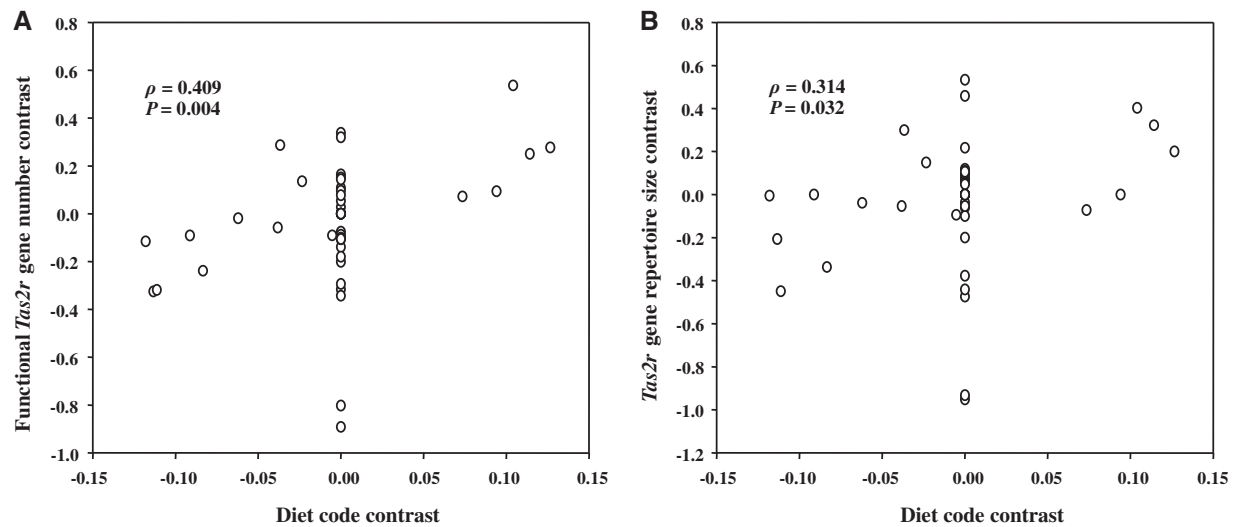 A
Functional Tas2r gene number contrast
0.8
0.6
0.4
0.2
0.0
-0.2
-0.4
-0.6
-0.8
-1.0
ρ = 0.409
P = 0.004
-0.15 -0.10 -0.05 0.00 0.05 0.10 0.15
Diet code contrast
B
Tas2r gene repertoire size contrast
0.8
0.6
0.4
0.2
0.0
-0.2
-0.4
-0.6
-0.8
-1.0
-1.2
ρ = 0.314
P = 0.032
-0.15 -0.10 -0.05 0.00 0.05 0.10 0.15
Diet code contrast